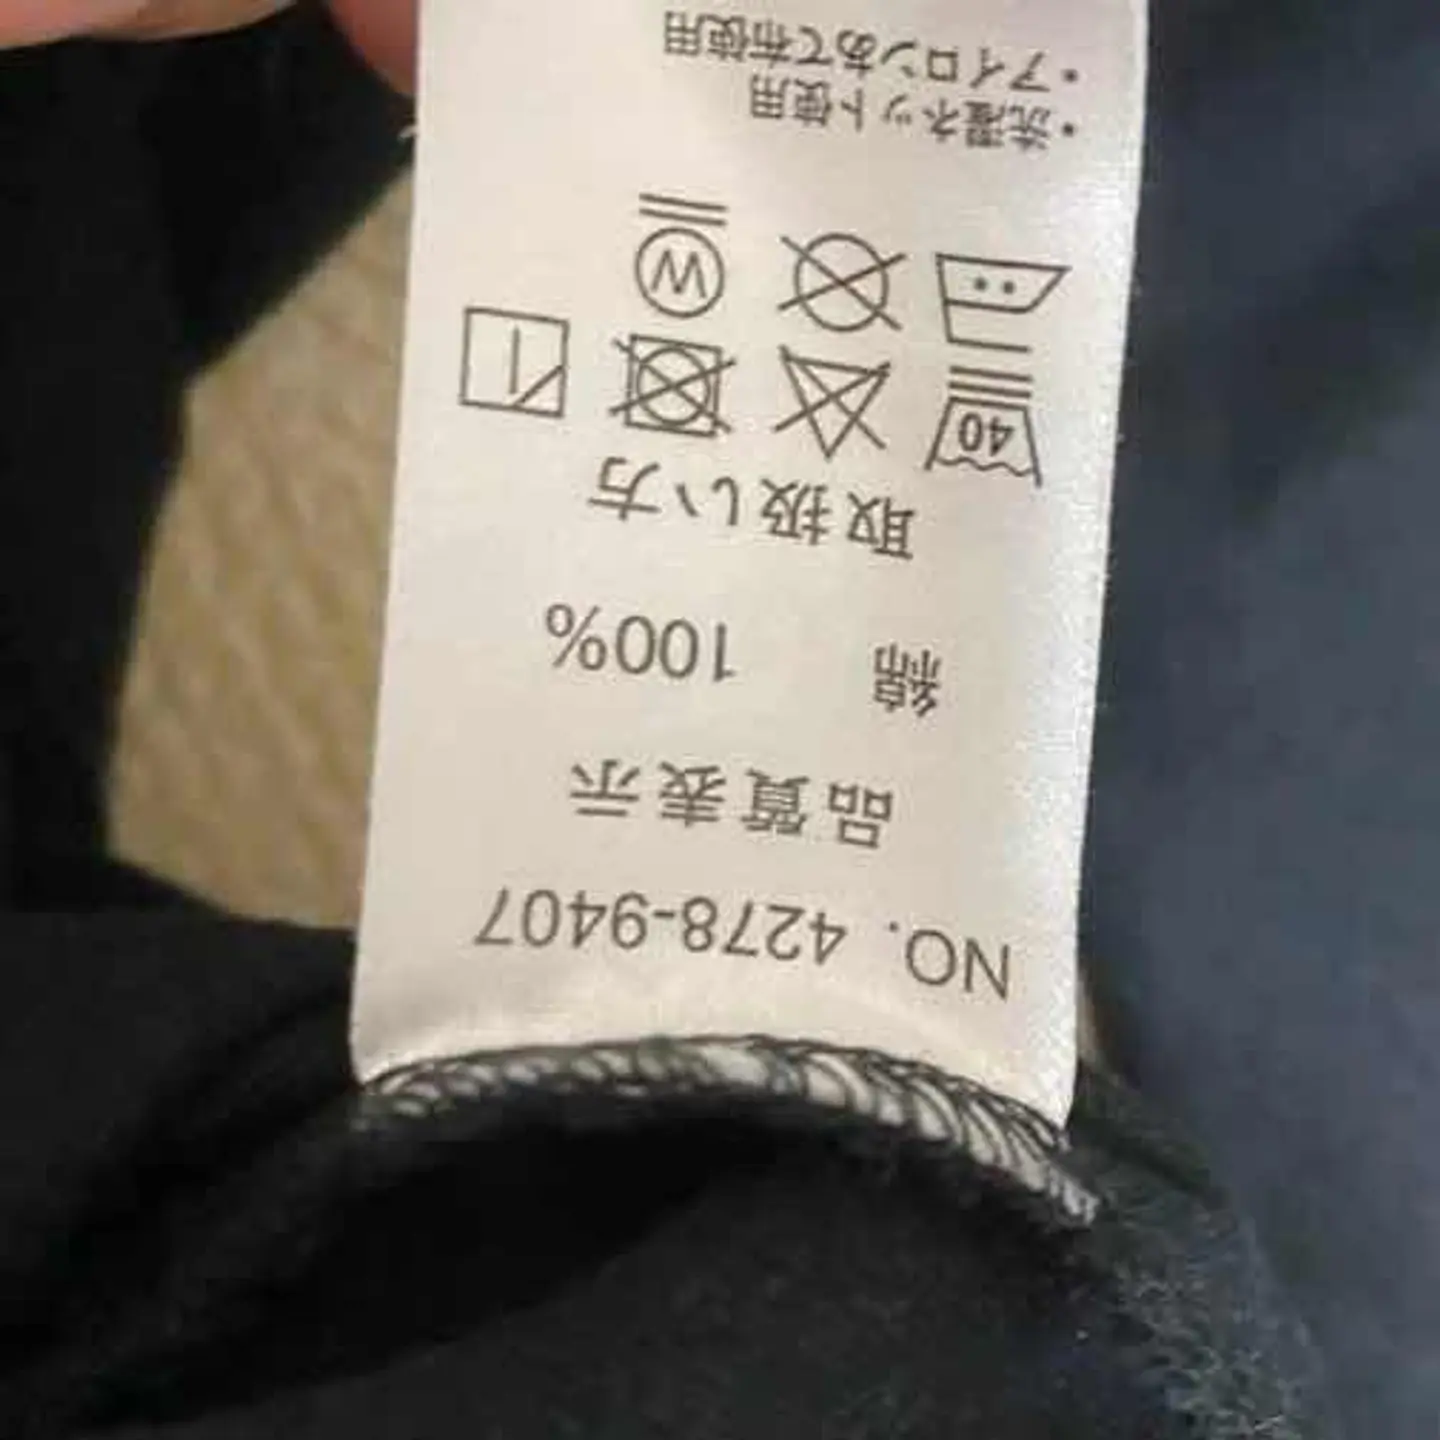 NO. 4278-9407
品質表示
綿 100%
取扱い方
40
W
・洗濯ネット使用
・アイロンあて布使用